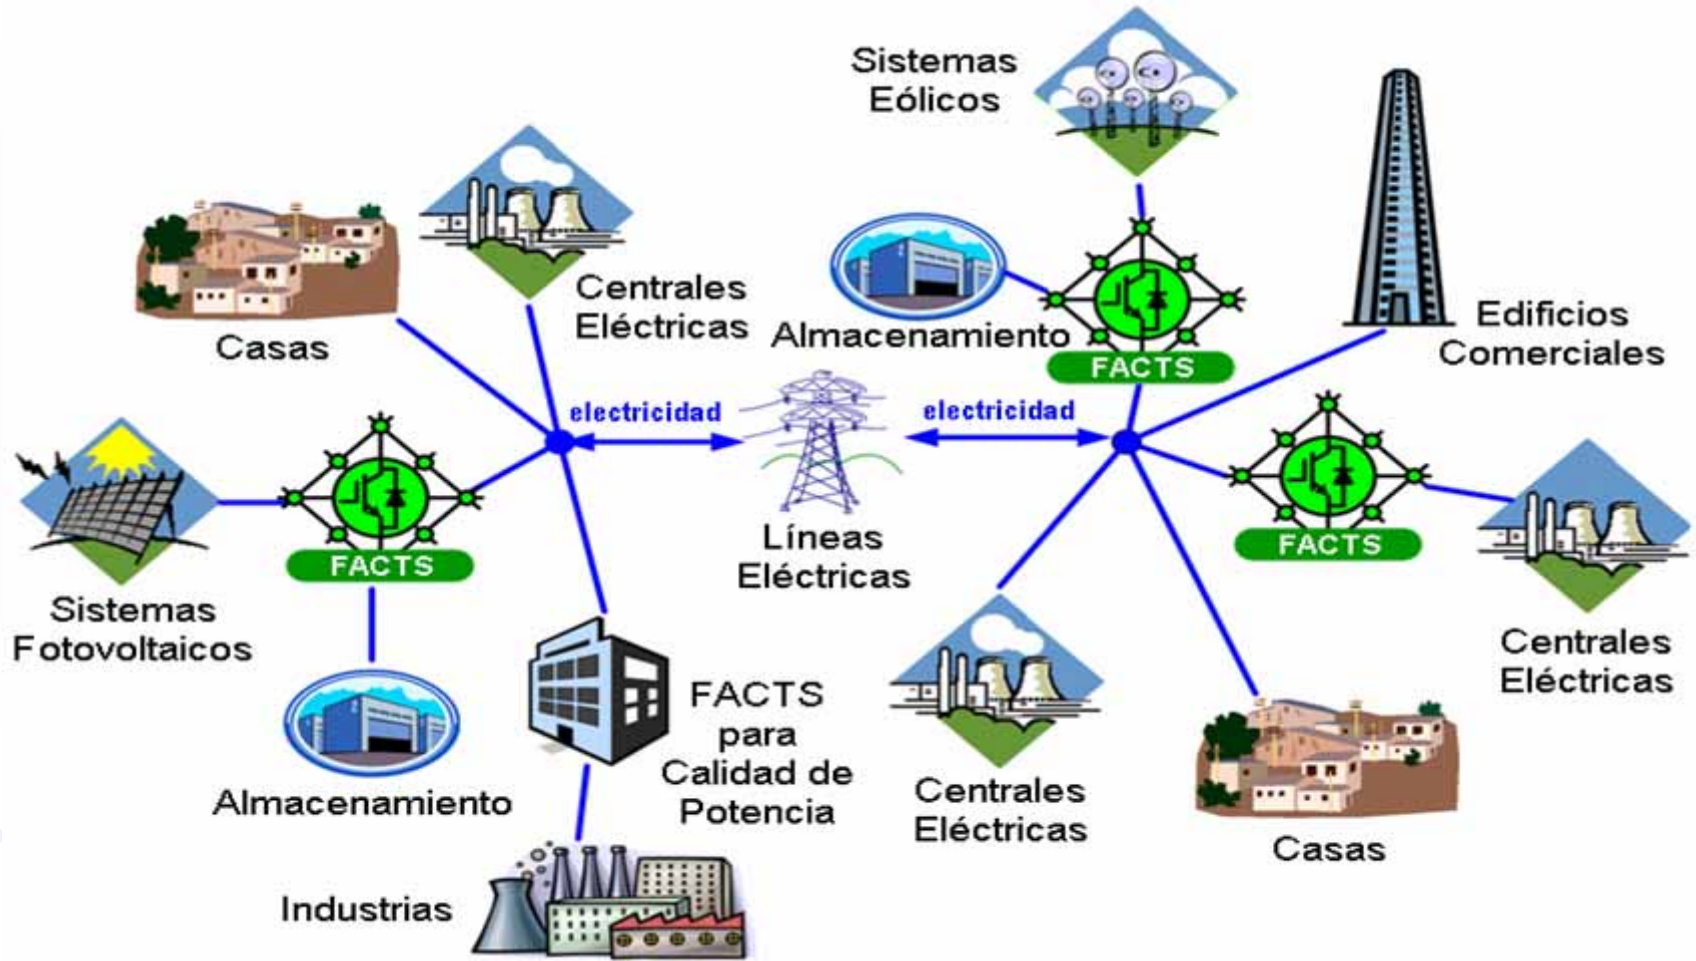 Sistemas
Eólicos
Centrales
Eléctricas
Casas
Almacenamiento
FACTS
Edificios
Comerciales
electricidad
electricidad
Líneas
Eléctricas
FACTS
Sistemas
Fotovoltaicos
FACTS
Centrales
Eléctricas
Almacenamiento
FACTS
para
Calidad de
Potencia
Centrales
Eléctricas
Casas
Industrias